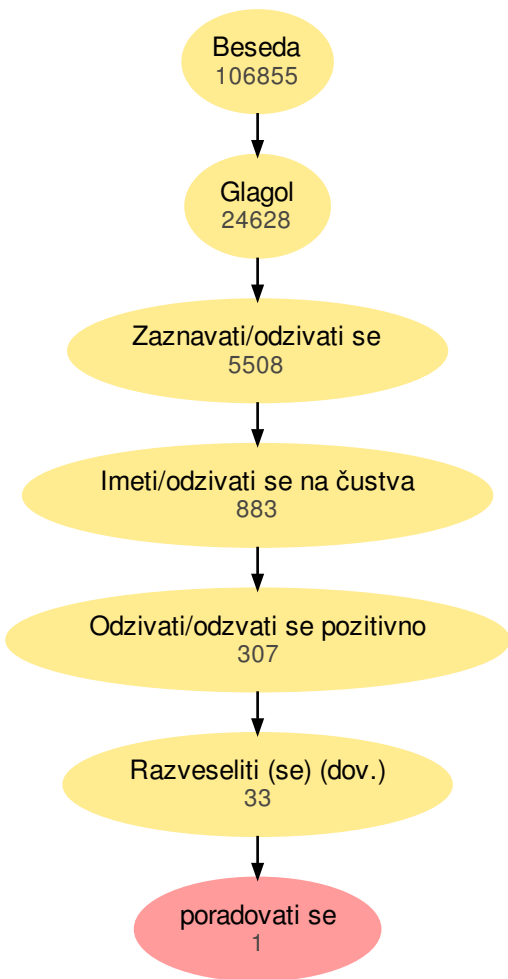 Beseda
106855
Glagol
24628
Zaznavati/odzivati se
5508
Imeti/odzivati se na čustva
883
Odzivati/odzvati se pozitivno
307
Razveseliti (se) (dov.)
33
poradovati se
1